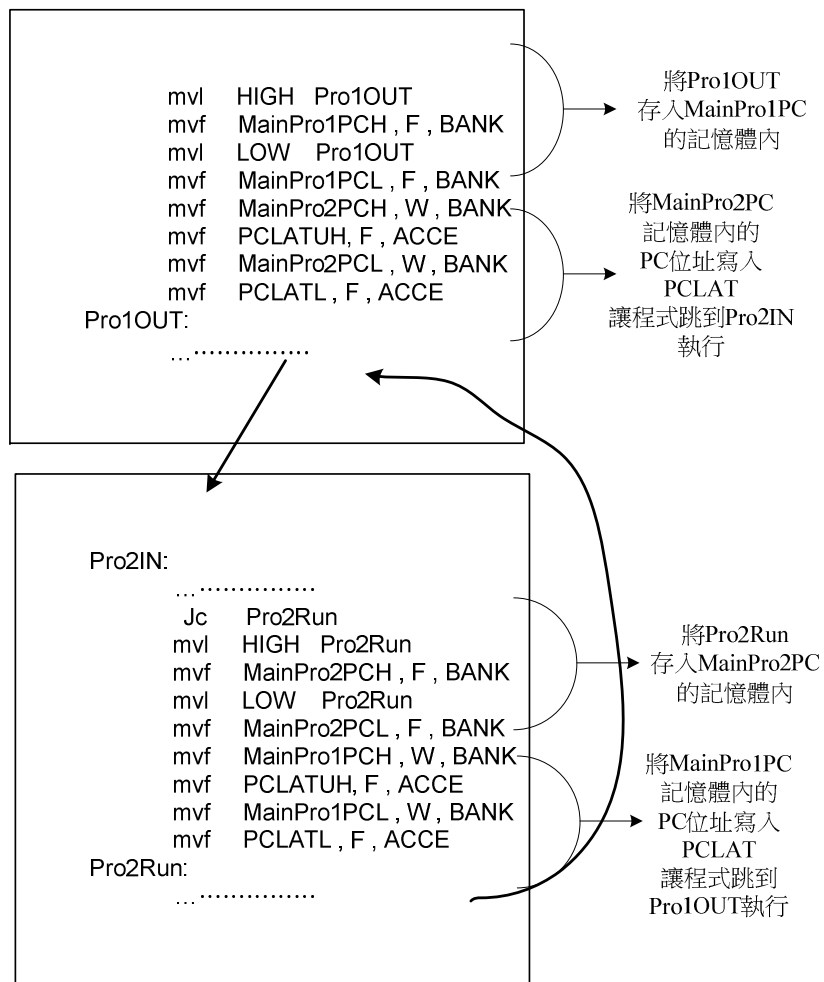 mvl HIGH Pro1OUT
mvf MainPro1PCH , F , BANK
mvl LOW Pro1OUT
mvf MainPro1PCL , F , BANK
mvf MainPro2PCH , W , BANK
mvf PCLATUH, F , ACCE
mvf MainPro2PCL , W , BANK
mvf PCLATL , F , ACCE
Pro1OUT:
...……………
將Pro1OUT
存入MainPro1PC
的記憶體內
將MainPro2PC
記憶體內的
PC位址寫入
PCLAT
讓程式跳到Pro2IN
執行
Pro2IN:
...……………
Jc Pro2Run
mvl HIGH Pro2Run
mvf MainPro2PCH , F , BANK
mvl LOW Pro2Run
mvf MainPro2PCL , F , BANK
mvf MainPro1PCH , W , BANK
mvf PCLATUH, F , ACCE
mvf MainPro1PCL , W , BANK
mvf PCLATL , F , ACCE
Pro2Run:
...……………
將Pro2Run
存入MainPro2PC
的記憶體內
將MainPro1PC
記憶體內的
PC位址寫入
PCLAT
讓程式跳到
Pro1OUT執行